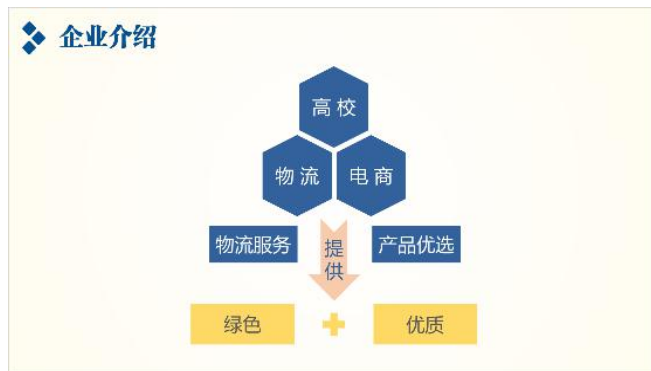 企业介绍
高校
物流 电商
物流服务 提供 产品优选
绿色 优质